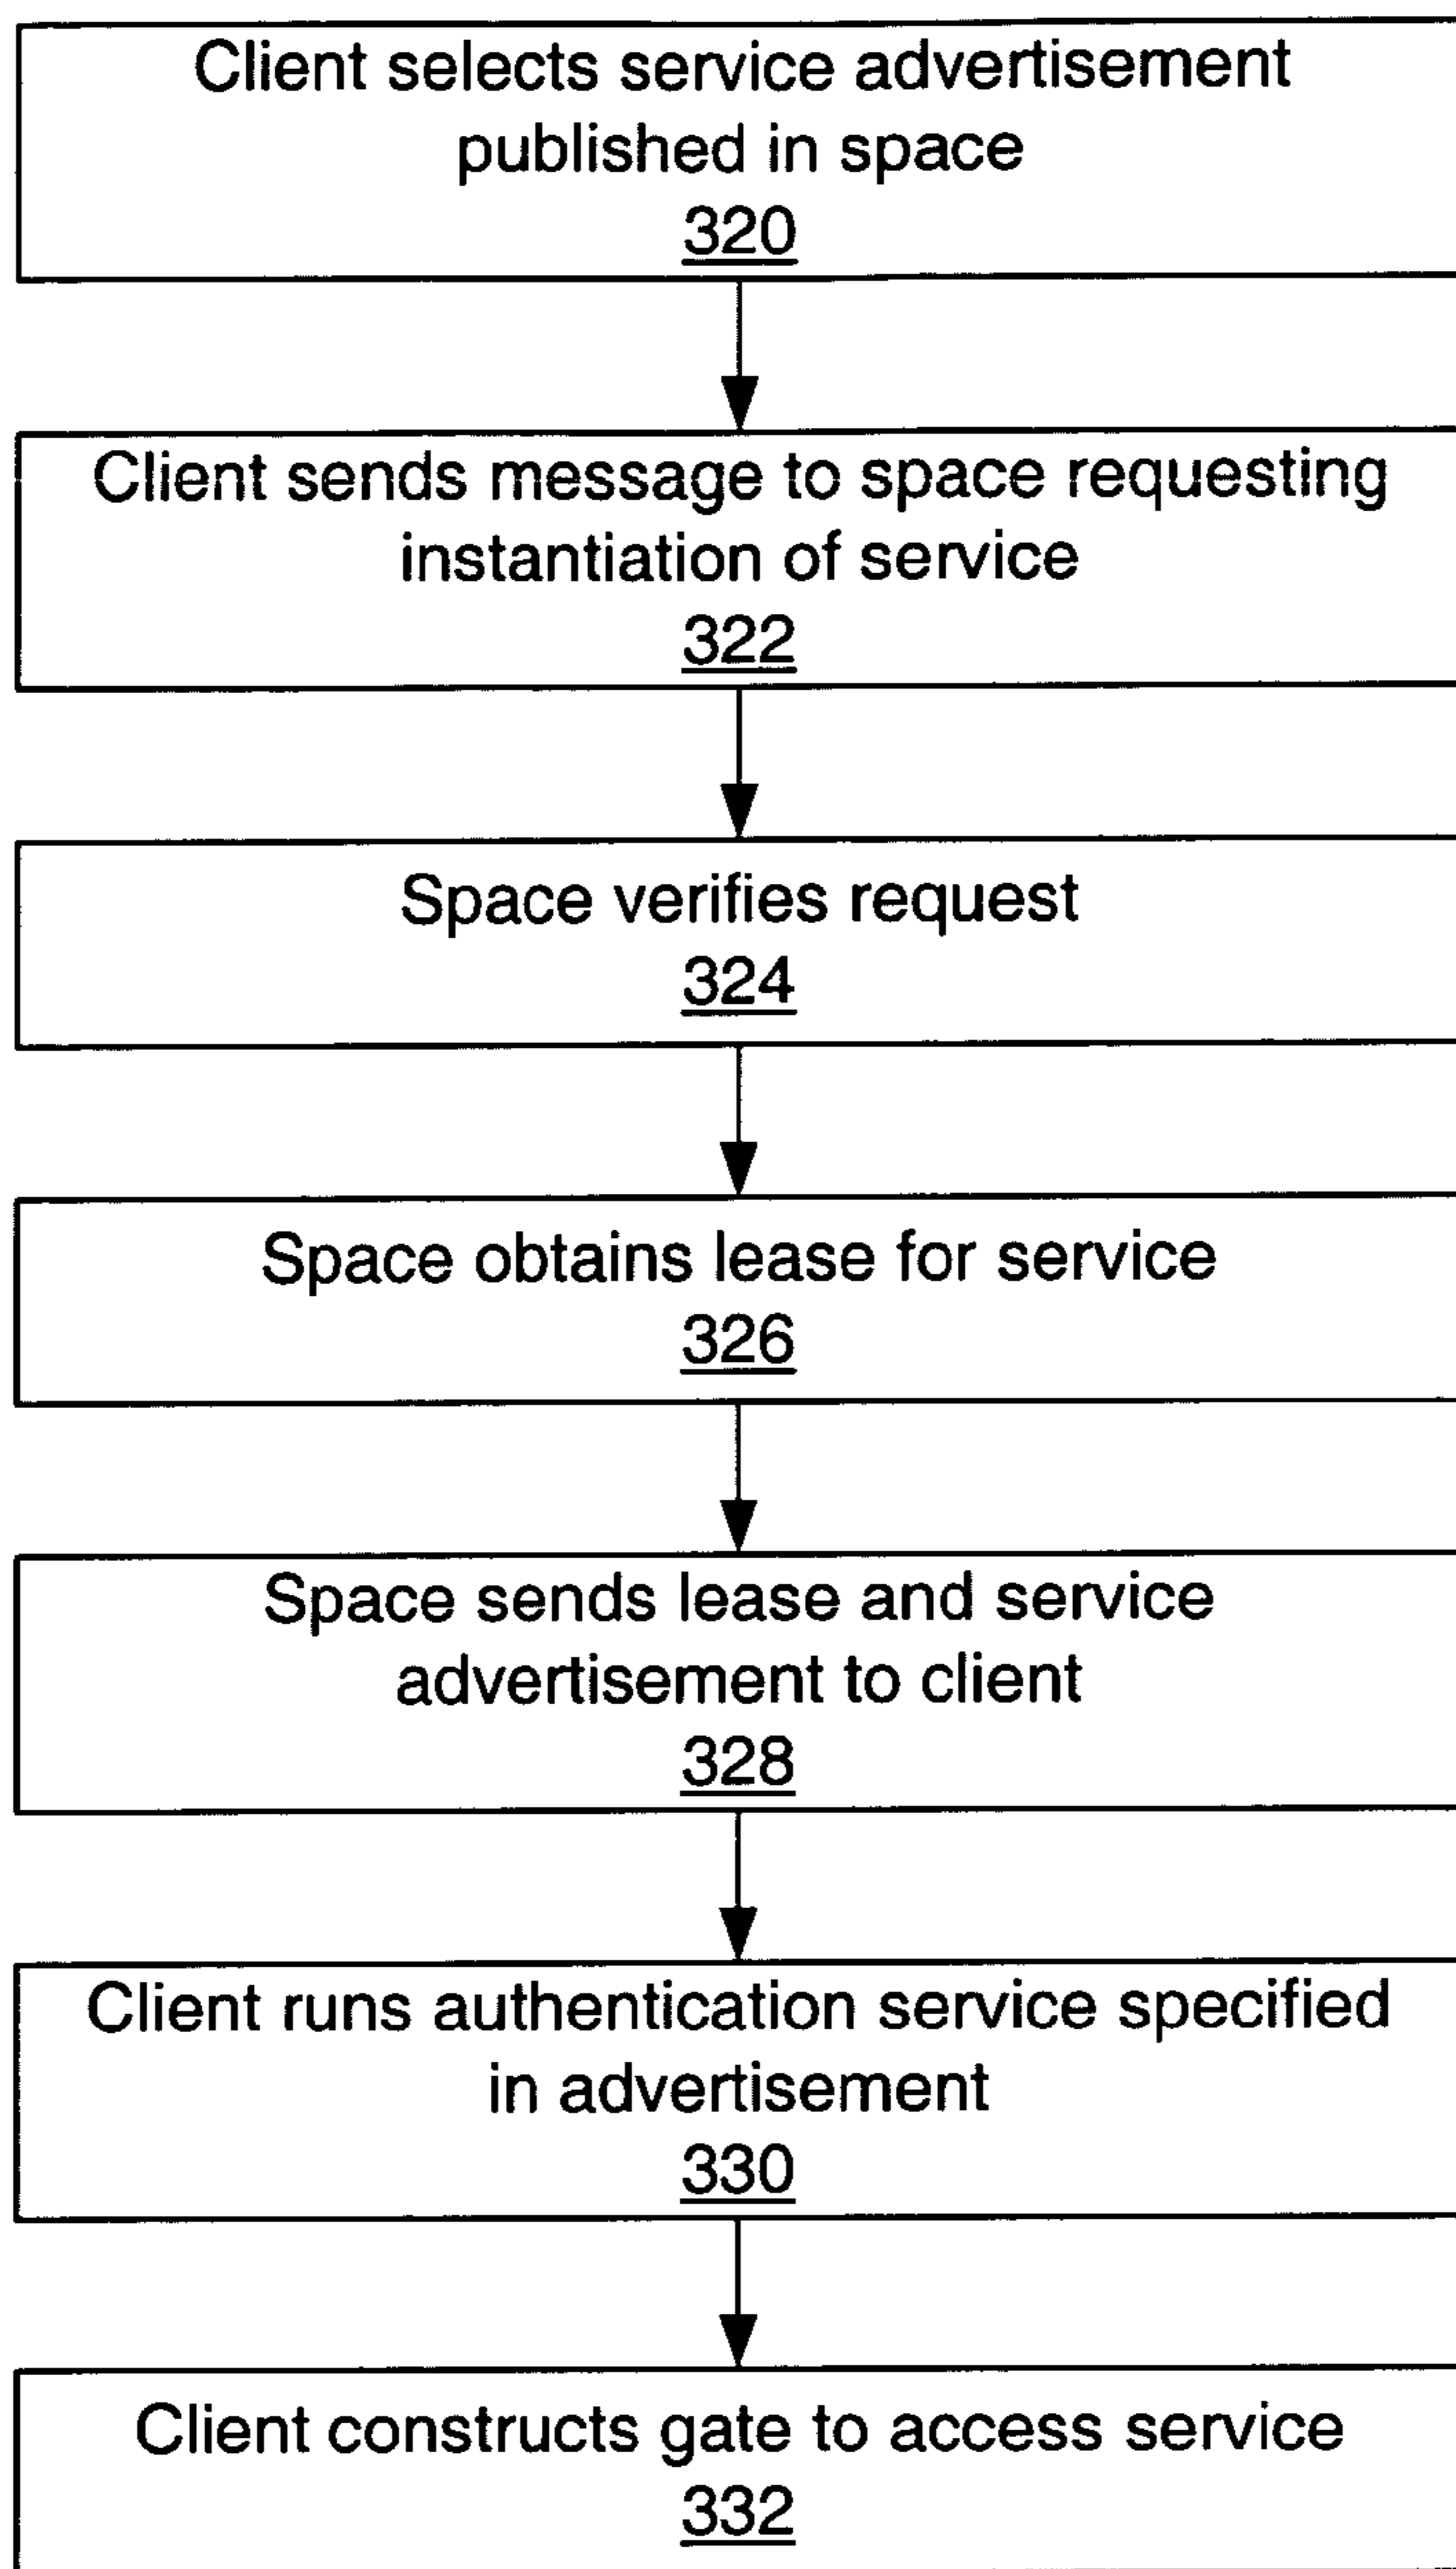 Client selects service advertisement
published in space
320
Client sends message to space requesting
instantiation of service
322
Space verifies request
324
Space obtains lease for service
326
Space sends lease and service
advertisement to client
328
Client runs authentication service specified
in advertisement
330
Client constructs gate to access service
332